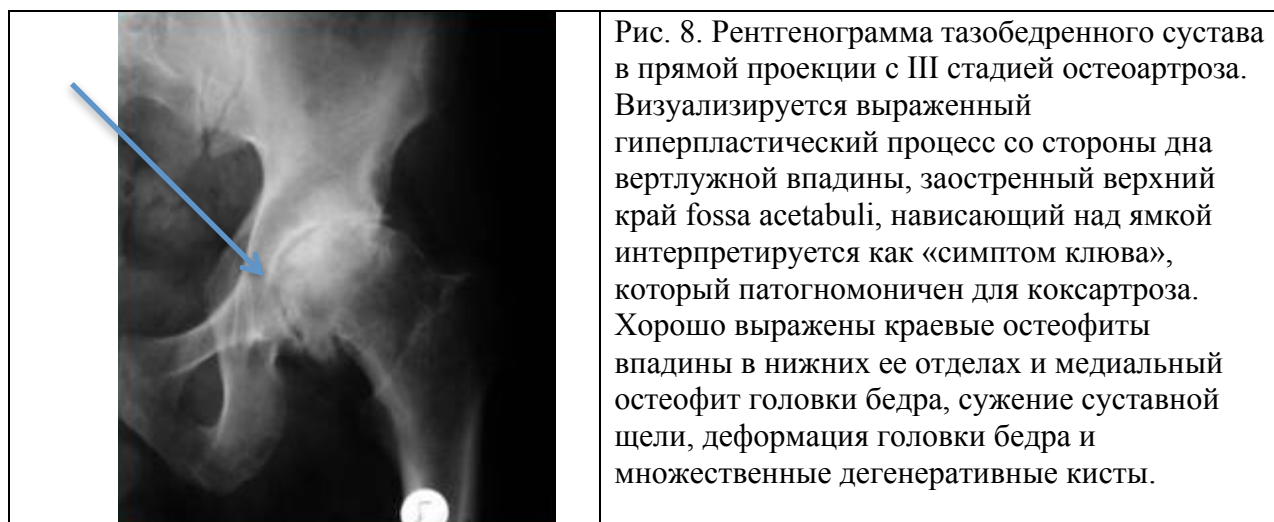 Рис. 8. Рентгенограмма тазобедренного сустава
в прямой проекции с III стадией остеоартроза.
Визуализируется выраженный
гиперпластический процесс со стороны дна
вертлужной впадины, заостренный верхний
край fossa acetabuli, нависающий над ямкой
интерпретируется как «симптом клюва»,
который патогномоничен для коксартроза.
Хорошо выражены краевые остеофиты
впадины в нижних ее отделах и медиальный
остеофит головки бедра, сужение суставной
щели, деформация головки бедра и
множественные дегенеративные кисты.